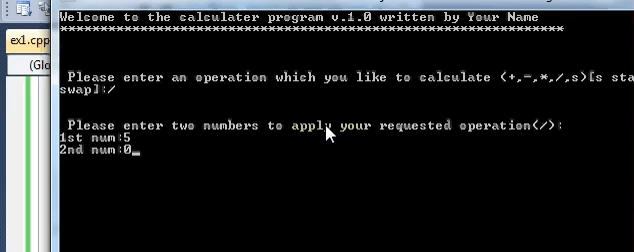 Welcome to the calculater program v.1.0 written by Your Name
ex1.cpp
(Glo
Please enter an operation which you like to calculate (+,-,*,/,s)[s sta
swap]:/
Please enter two numbers to apply your requested operation(/):
1st num:5
2nd num:0_